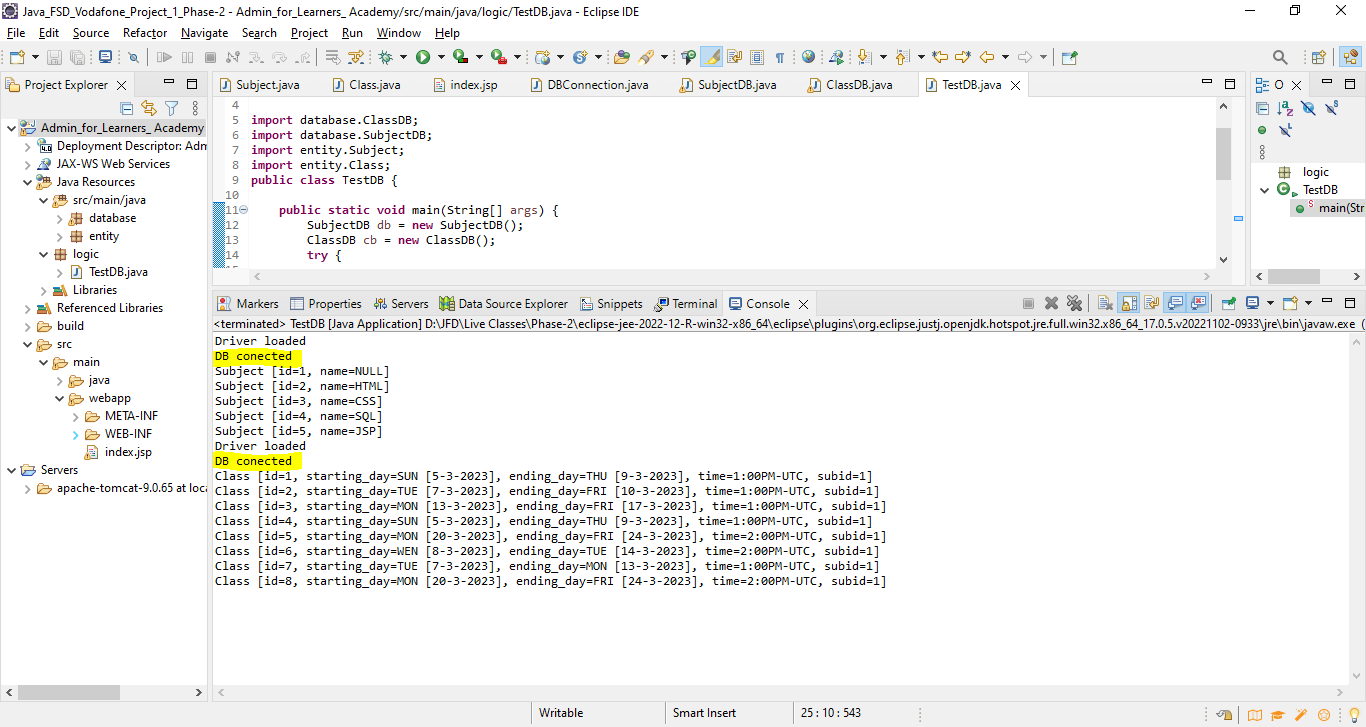 Java_FSD_Vodafone_Project_1_Phase-2 - Admin_for_Learners_ Academy/src/main/java/logic/TestDB.java - Eclipse IDE
File Edit Source Refactor Navigate Search Project Run Window Help
Project Explorer
Admin_for_Learners_ Academy
Deployment Descriptor: Adm
JAX-WS Web Services
Java Resources
src/main/java
database
entity
logic
TestDB.java
Libraries
Referenced Libraries
build
src
main
java
webapp
META-INF
WEB-INF
index.jsp
Servers
apache-tomcat-9.0.65 at loca
Subject.java Class.java index.jsp DBConnection.java SubjectDB.java ClassDB.java TestDB.java
4
5 import database.ClassDB;
6 import database.SubjectDB;
7 import entity.Subject;
8 import entity.Class;
9 public class TestDB {
10
11 public static void main(String[] args) {
12 SubjectDB db = new SubjectDB();
13 ClassDB cb = new ClassDB();
14 try {
O
logic
TestDB
main(Str
Markers Properties Servers Data Source Explorer Snippets Terminal Console
<terminated> TestDB [Java Application] D:\JFD\Live Classes\Phase-2\eclipse-jee-2022-12-R-win32-x86_64\eclipse\plugins\org.eclipse.justj.openjdk.hotspot.jre.full.win32.x86_64_17.0.5.v20221102-0933\jre\bin\javaw.exe (
Driver loaded
DB conected
Subject [id=1, name=NULL]
Subject [id=2, name=HTML]
Subject [id=3, name=CSS]
Subject [id=4, name=SQL]
Subject [id=5, name=JSP]
Driver loaded
DB conected
Class [id=1, starting_day=SUN [5-3-2023], ending_day=THU [9-3-2023], time=1:00PM-UTC, subid=1]
Class [id=2, starting_day=TUE [7-3-2023], ending_day=FRI [10-3-2023], time=1:00PM-UTC, subid=1]
Class [id=3, starting_day=MON [13-3-2023], ending_day=FRI [17-3-2023], time=1:00PM-UTC, subid=1]
Class [id=4, starting_day=SUN [5-3-2023], ending_day=THU [9-3-2023], time=1:00PM-UTC, subid=1]
Class [id=5, starting_day=MON [20-3-2023], ending_day=FRI [24-3-2023], time=2:00PM-UTC, subid=1]
Class [id=6, starting_day=WEN [8-3-2023], ending_day=TUE [14-3-2023], time=2:00PM-UTC, subid=1]
Class [id=7, starting_day=TUE [7-3-2023], ending_day=MON [13-3-2023], time=1:00PM-UTC, subid=1]
Class [id=8, starting_day=MON [20-3-2023], ending_day=FRI [24-3-2023], time=2:00PM-UTC, subid=1]
Writable Smart Insert 25 : 10 : 543